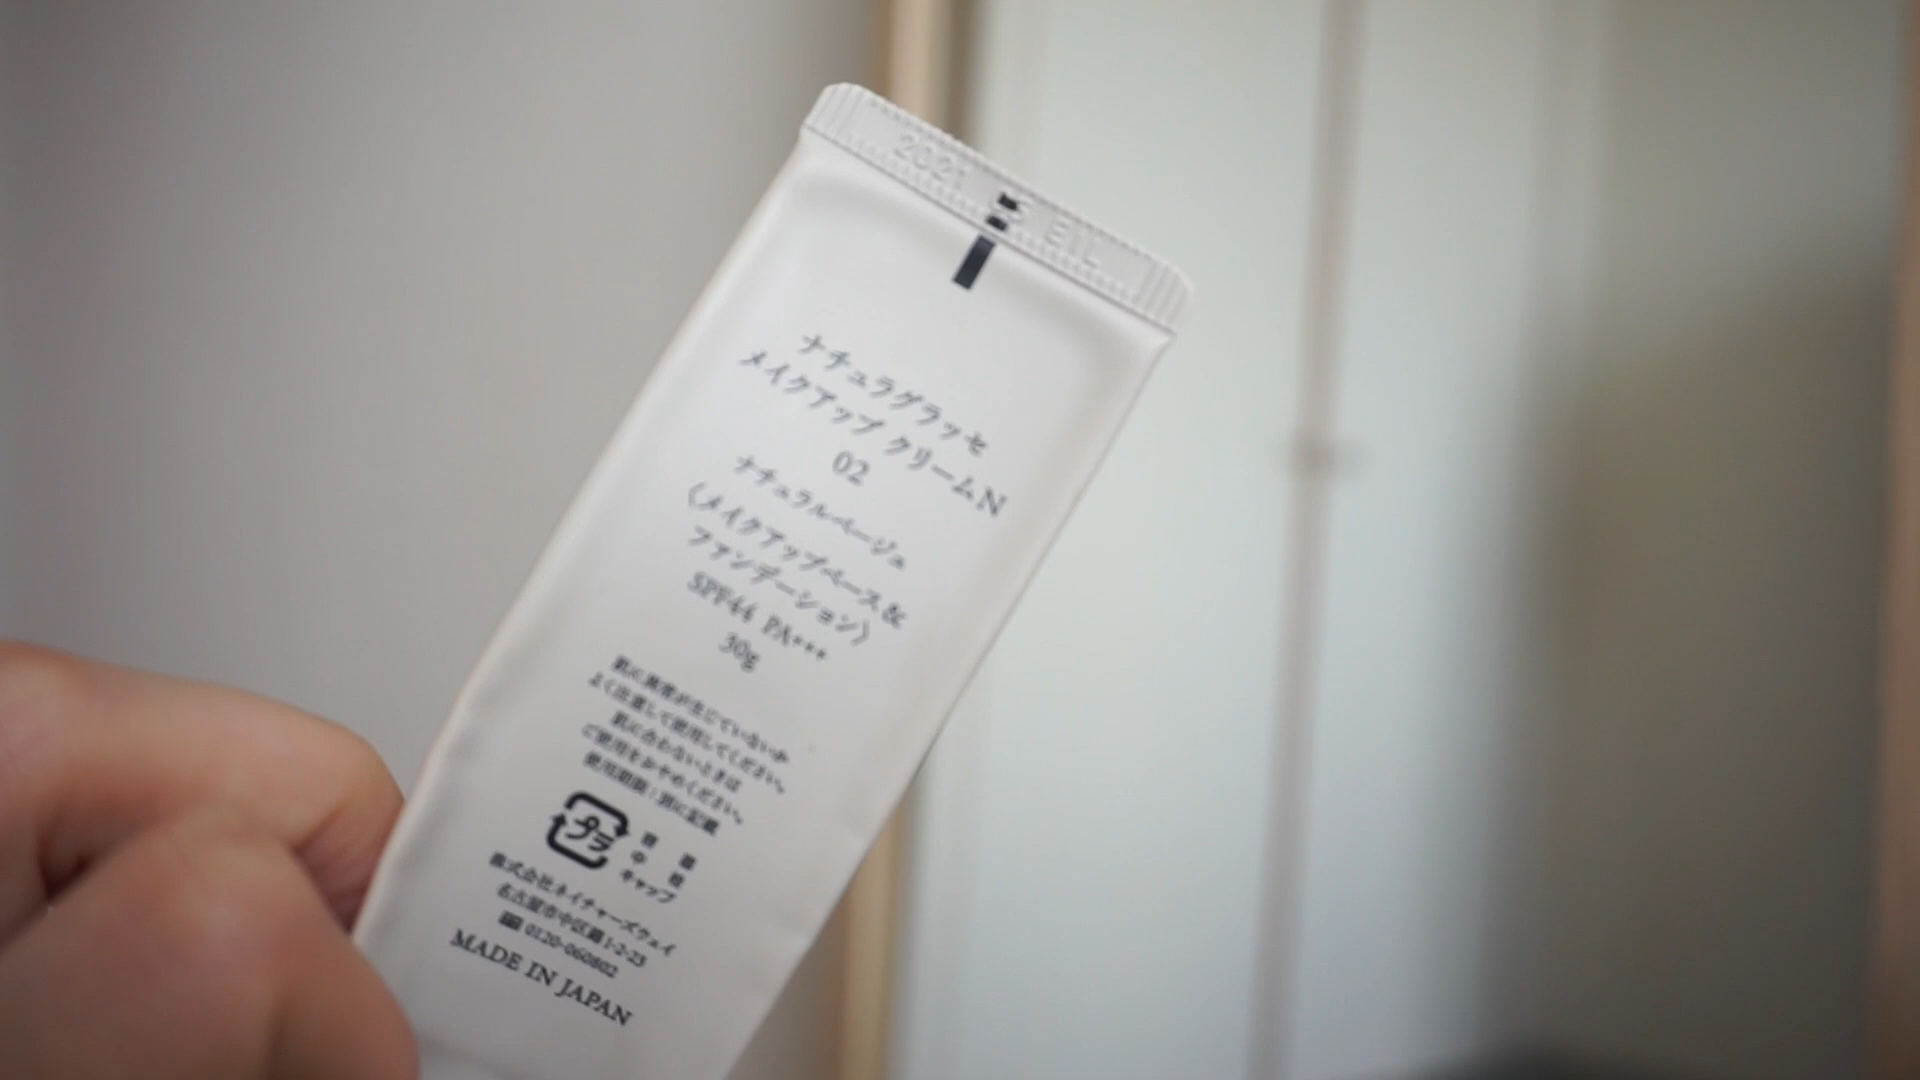 2021
ナチュラグラッセ
メイクアップ クリームN
02
ナチュラルベージュ
〈メイクアップベース&
ファンデーション〉
SPF44 PA+++
30g
肌に異常が生じていないか
よく注意して使用してください。
肌に合わないときは
ご使用をおやめください。
使用期限:別に記載
プラ
容器
中栓
キャップ
株式会社ネイチャーズウェイ
名古屋市中区錦1-2-23
0120-060802
MADE IN JAPAN